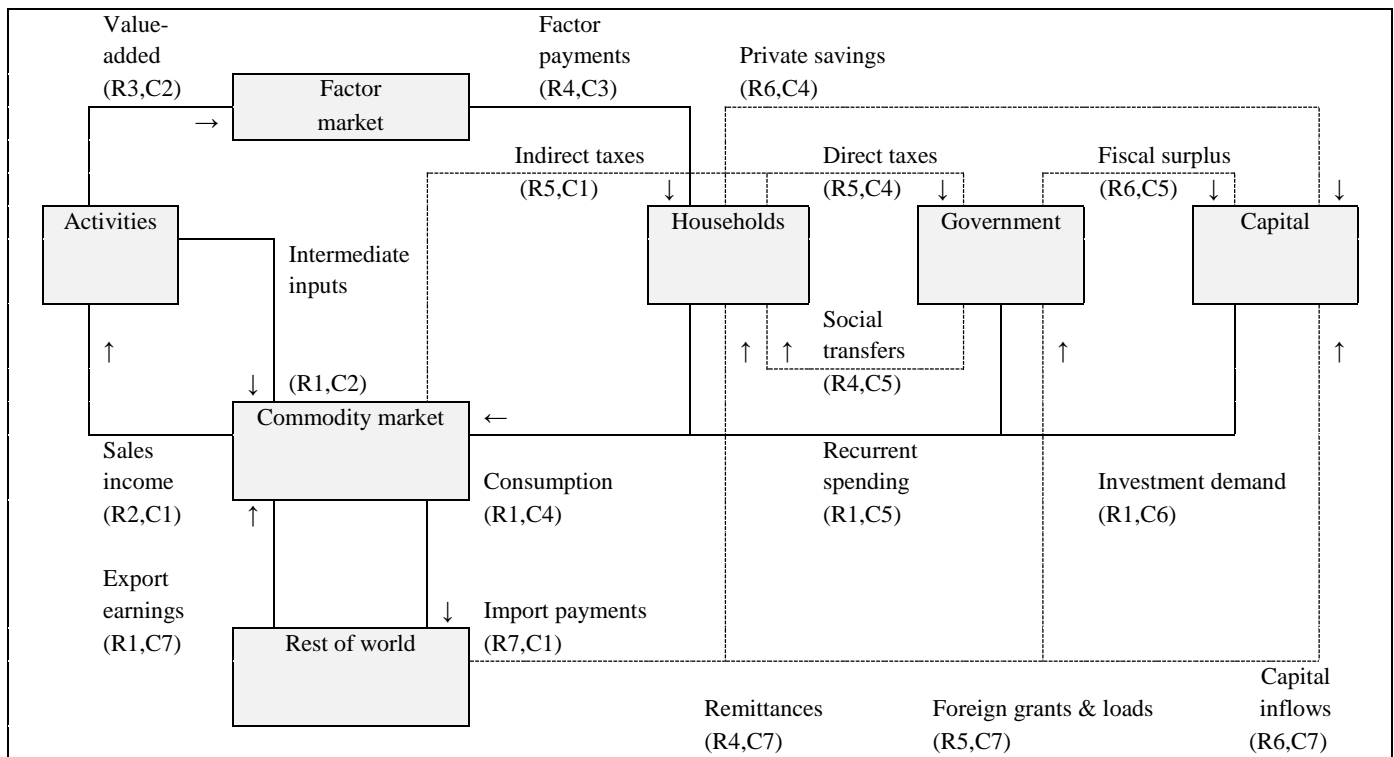 Value-
added
(R3,C2)
Factor
payments
(R4,C3)
Private savings
(R6,C4)
Factor
market
→
Indirect taxes
(R5,C1)
Direct taxes
(R5,C4)
Fiscal surplus
(R6,C5)
↓
↓
↓
↓
Activities
Households
Government
Capital
Intermediate
inputs
(R1,C2)
Social
transfers
(R4,C5)
↑
↑
↑
↑
↑
↓
Commodity market
←
Sales
income
(R2,C1)
↑
Consumption
(R1,C4)
Recurrent
spending
(R1,C5)
Investment demand
(R1,C6)
Export
earnings
(R1,C7)
↓
Import payments
(R7,C1)
Rest of world
Remittances
(R4,C7)
Foreign grants & loads
(R5,C7)
Capital
inflows
(R6,C7)